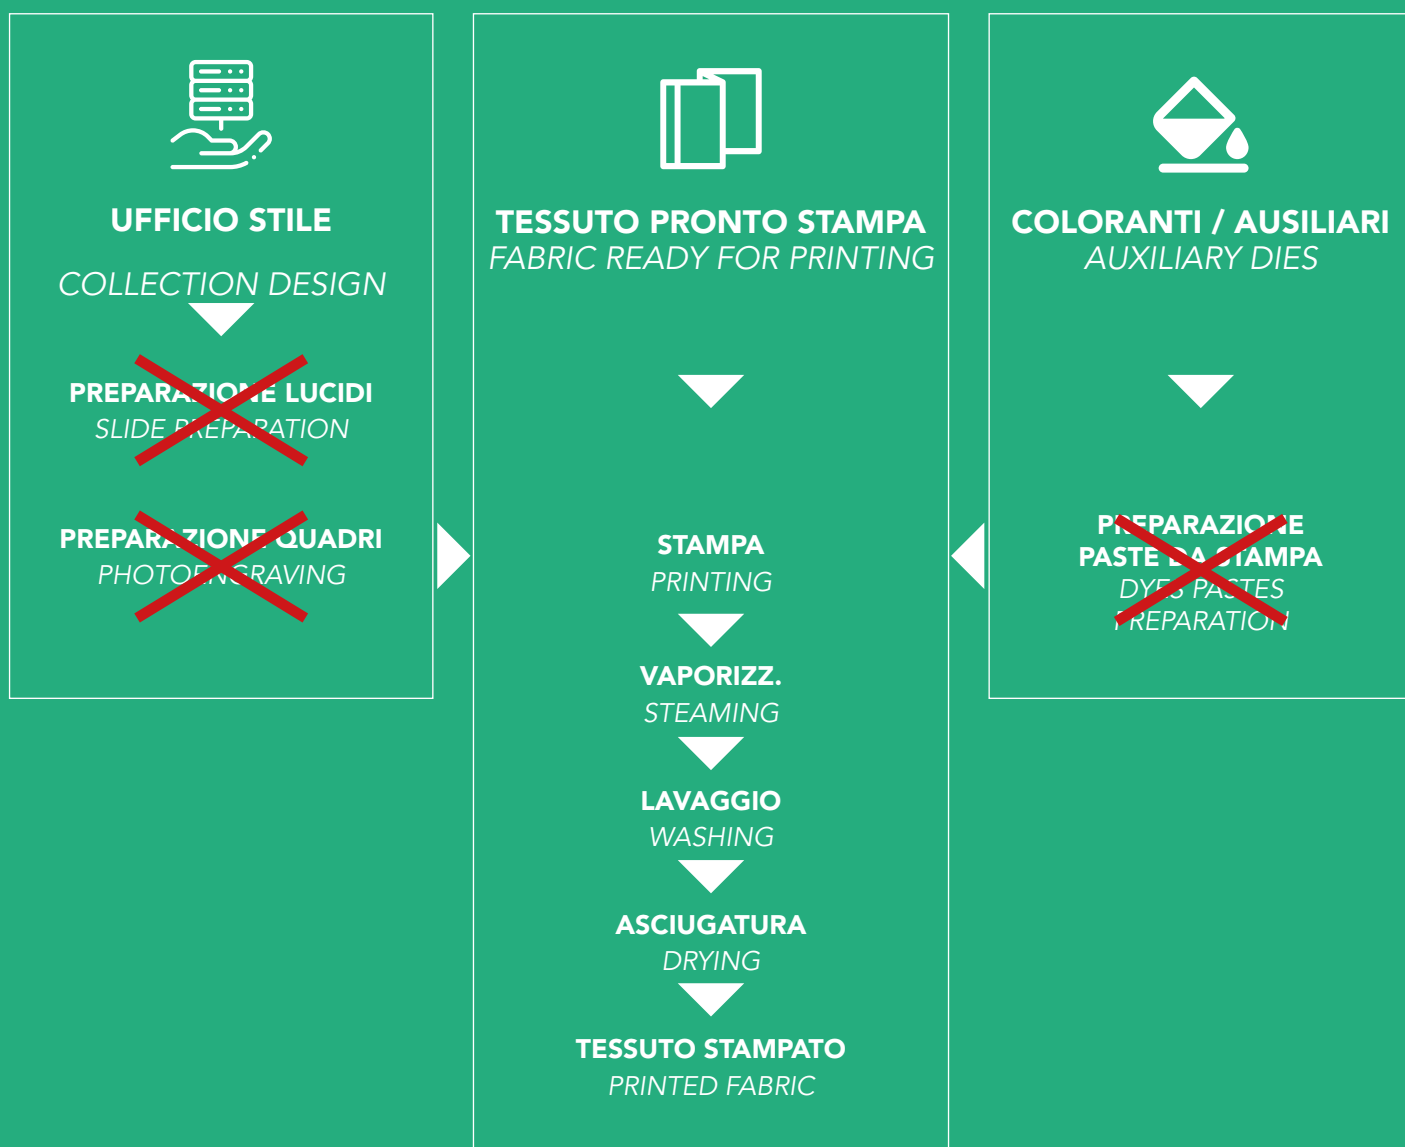 UFFICIO STILE
COLLECTION DESIGN
PREPARAZIONE LUCIDI
SLIDE PREPARATION
PREPARAZIONE QUADRI
PHOTOENGRAVING
TESSUTO PRONTO STAMPA
FABRIC READY FOR PRINTING
STAMPA
PRINTING
VAPORIZZ.
STEAMING
LAVAGGIO
WASHING
ASCIUGATURA
DRYING
TESSUTO STAMPATO
PRINTED FABRIC
COLORANTI / AUSILIARI
AUXILIARY DIES
PREPARAZIONE
PASTE DA STAMPA
DYES PASTES
PREPARATION